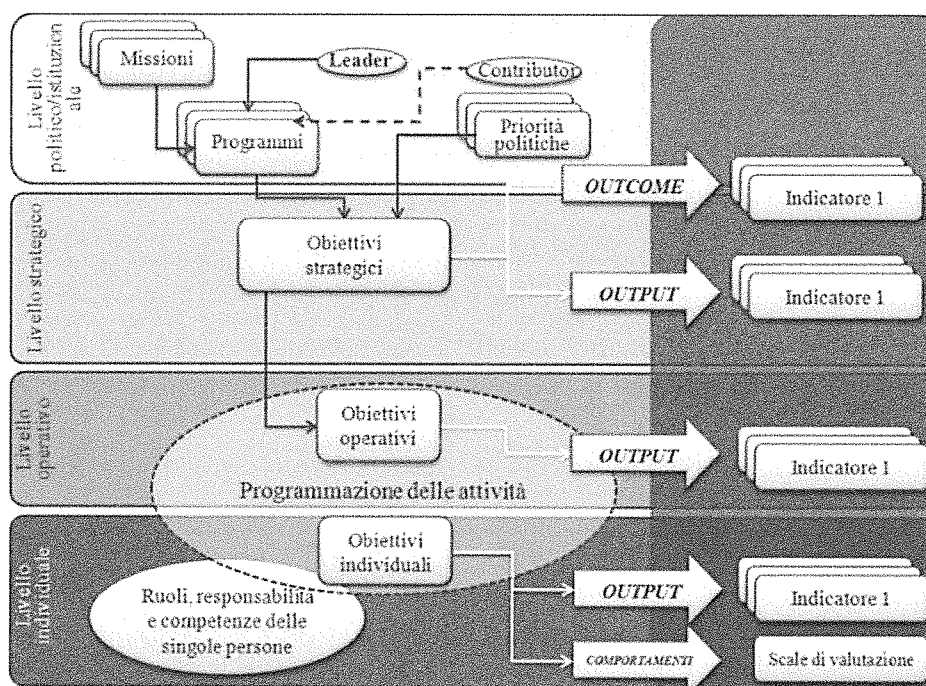 Livello
politico/istituzion
ale
Missioni
Leader
Contributor
Programmi
Priorità
politiche
OUTCOME
Indicatore 1
Livello strategico
Obiettivi
strategici
OUTPUT
Indicatore 1
Livello
operativo
Obiettivi
operativi
OUTPUT
Indicatore 1
Programmazione delle attività
Livello
individuale
Obiettivi
individuali
Ruoli, responsabilità
e competenze delle
singole persone
OUTPUT
Indicatore 1
COMPORTAMENTI
Scale di valutazione